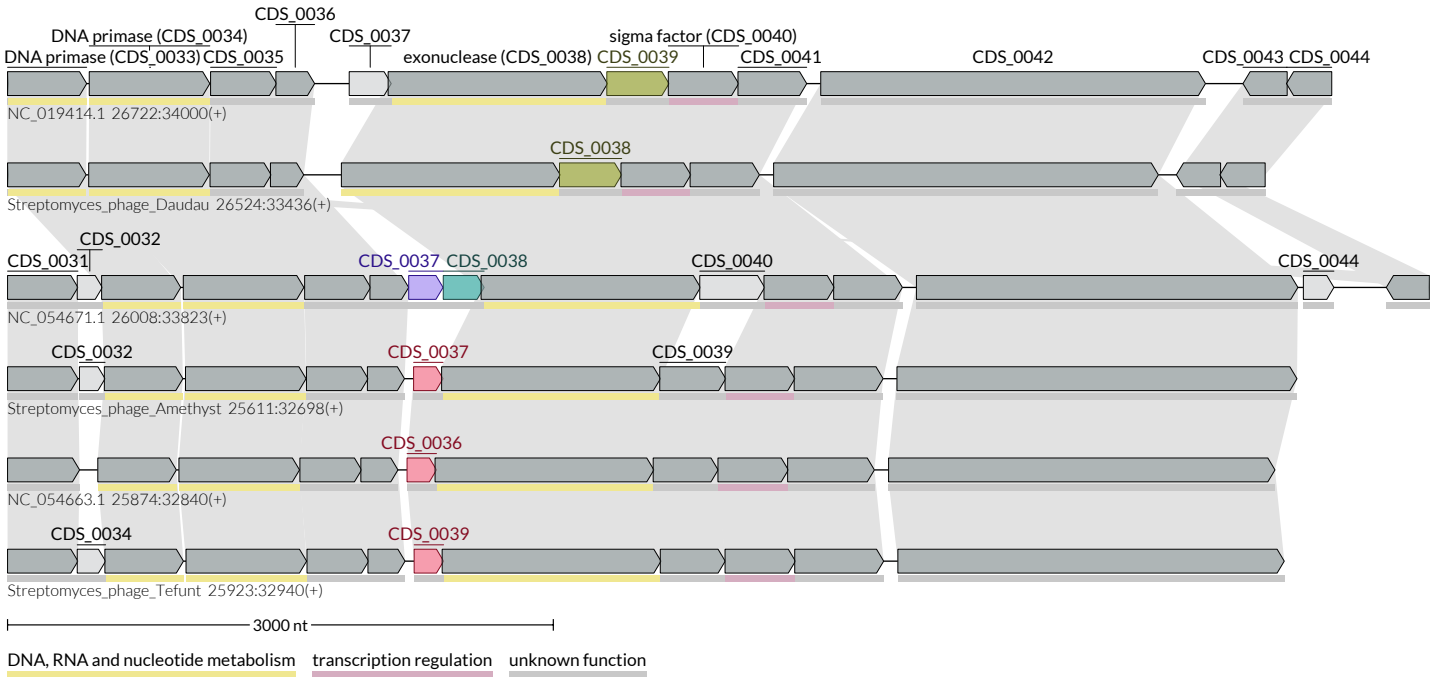 CDS_0036
DNA primase (CDS_0034) CDS_0037 sigma factor (CDS_0040)
DNA primase (CDS_0033) CDS_0035 exonuclease (CDS_0038) CDS_0039 CDS_0041 CDS_0042 CDS_0043 CDS_0044
NC_019414.1 26722:34000(+)
CDS_0038
Streptomyces_phage_Daudau 26524:33436(+)
CDS_0032
CDS_0031 CDS_0037 CDS_0038 CDS_0040 CDS_0044
NC_054671.1 26008:33823(+)
CDS_0032 CDS_0037 CDS_0039
Streptomyces_phage_Amethyst 25611:32698(+)
CDS_0036
NC_054663.1 25874:32840(+)
CDS_0034 CDS_0039
Streptomyces_phage_Tefunt 25923:32940(+)
3000 nt
DNA, RNA and nucleotide metabolism transcription regulation unknown function